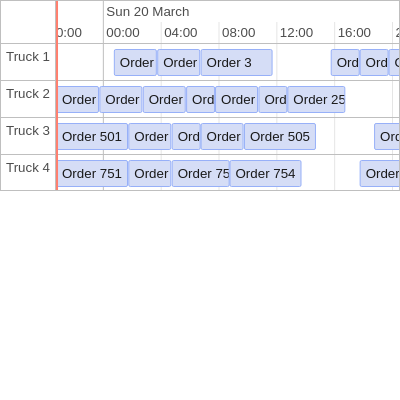 Sun 20 March
0:00 00:00 04:00 08:00 12:00 16:00 2
Truck 1 Order Order Order 3 Ord Ord
Truck 2 Order Order Order Ord Order Ord Order 25
Truck 3 Order 501 Order Ord Order Order 505 Ord
Truck 4 Order 751 Order Order 75 Order 754 Order